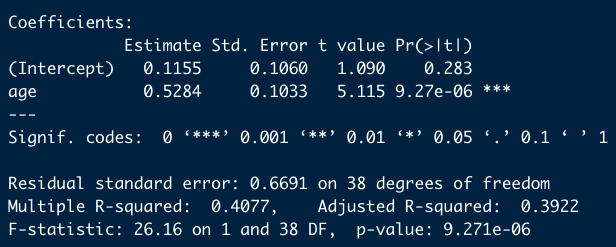 Coefficients:
            Estimate Std. Error t value Pr(>|t|)
(Intercept)   0.1155     0.1060   1.090    0.283
age           0.5284     0.1033   5.115 9.27e-06 ***
---
Signif. codes:  0 ‘***’ 0.001 ‘**’ 0.01 ‘*’ 0.05 ‘.’ 0.1 ‘ ’ 1
Residual standard error: 0.6691 on 38 degrees of freedom
Multiple R-squared:  0.4077,    Adjusted R-squared:  0.3922
F-statistic: 26.16 on 1 and 38 DF,  p-value: 9.271e-06